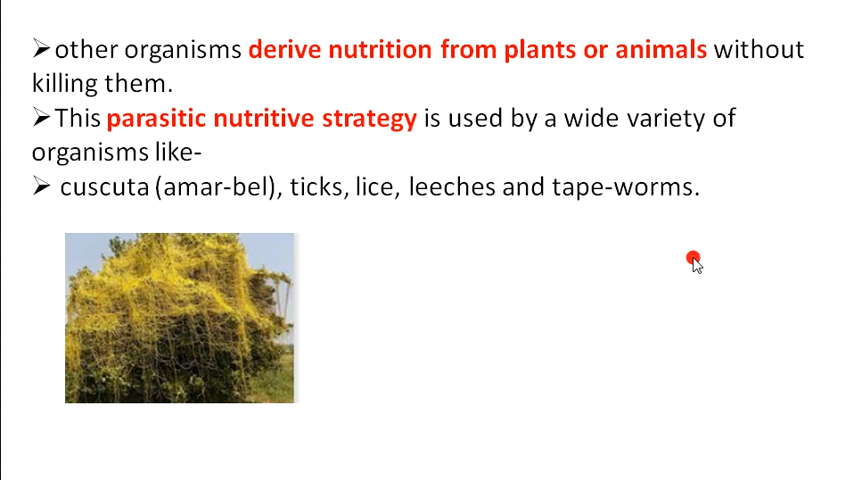 ➢other organisms derive nutrition from plants or animals without
killing them.
➢This parasitic nutritive strategy is used by a wide variety of
organisms like-
➢ cuscuta (amar-bel), ticks, lice, leeches and tape-worms.